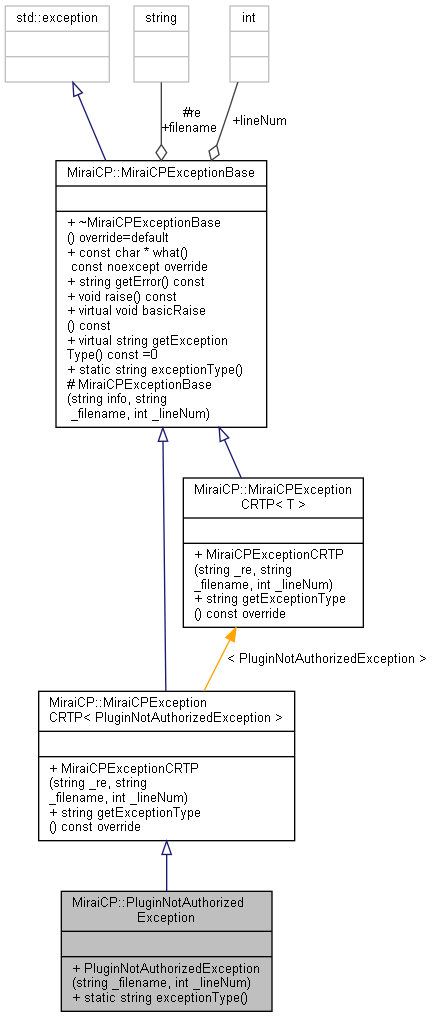 std::exception
string
int
#re
+filename
+lineNum
MiraiCP::MiraiCPExceptionBase
+ ~MiraiCPExceptionBase
() override=default
+ const char * what()
const noexcept override
+ string getError() const
+ void raise() const
+ virtual void basicRaise
() const
+ virtual string getException
Type() const =0
+ static string exceptionType()
# MiraiCPExceptionBase
(string info, string
_filename, int _lineNum)
MiraiCP::MiraiCPException
CRTP< T >
+ MiraiCPExceptionCRTP
(string _re, string
_filename, int _lineNum)
+ string getExceptionType
() const override
< PluginNotAuthorizedException >
MiraiCP::MiraiCPException
CRTP< PluginNotAuthorizedException >
+ MiraiCPExceptionCRTP
(string _re, string
_filename, int _lineNum)
+ string getExceptionType
() const override
MiraiCP::PluginNotAuthorized
Exception
+ PluginNotAuthorizedException
(string _filename, int _lineNum)
+ static string exceptionType()